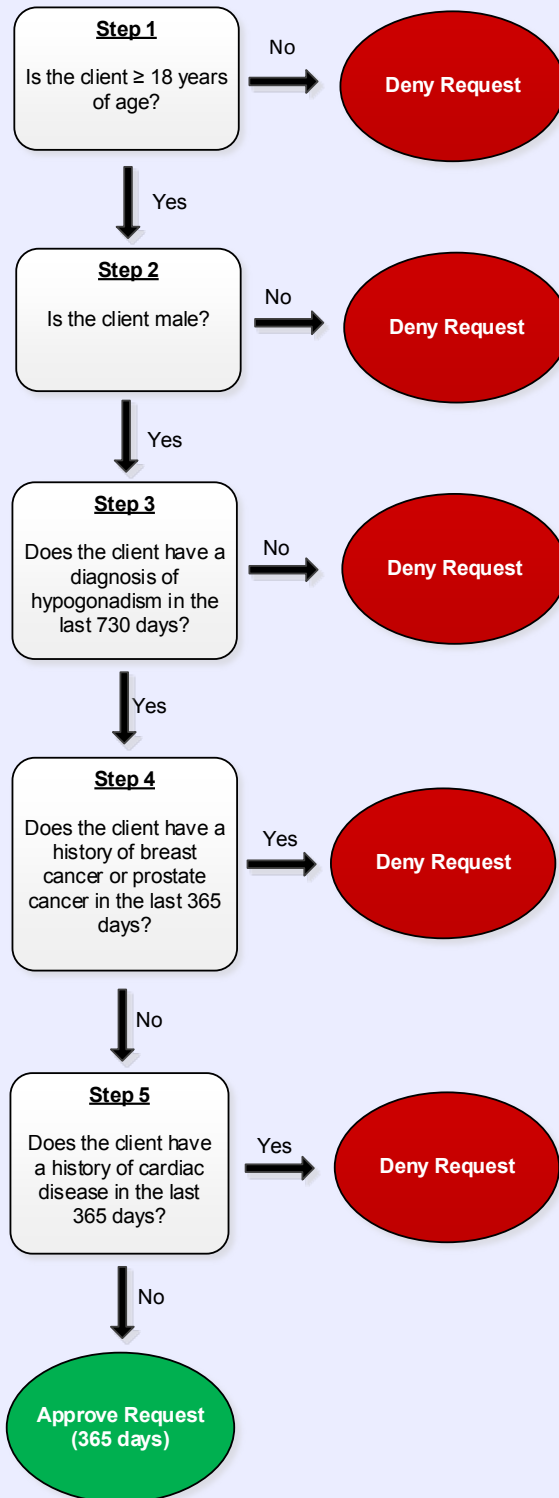 Step 1
Is the client ≥ 18 years
of age?
No
Deny Request
Yes
Step 2
Is the client male?
No
Deny Request
Yes
Step 3
Does the client have a
diagnosis of
hypogonadism in the
last 730 days?
No
Deny Request
Yes
Step 4
Does the client have a
history of breast
cancer or prostate
cancer in the last 365
days?
Yes
Deny Request
No
Step 5
Does the client have
a history of cardiac
disease in the last
365 days?
Yes
Deny Request
No
Approve Request
(365 days)